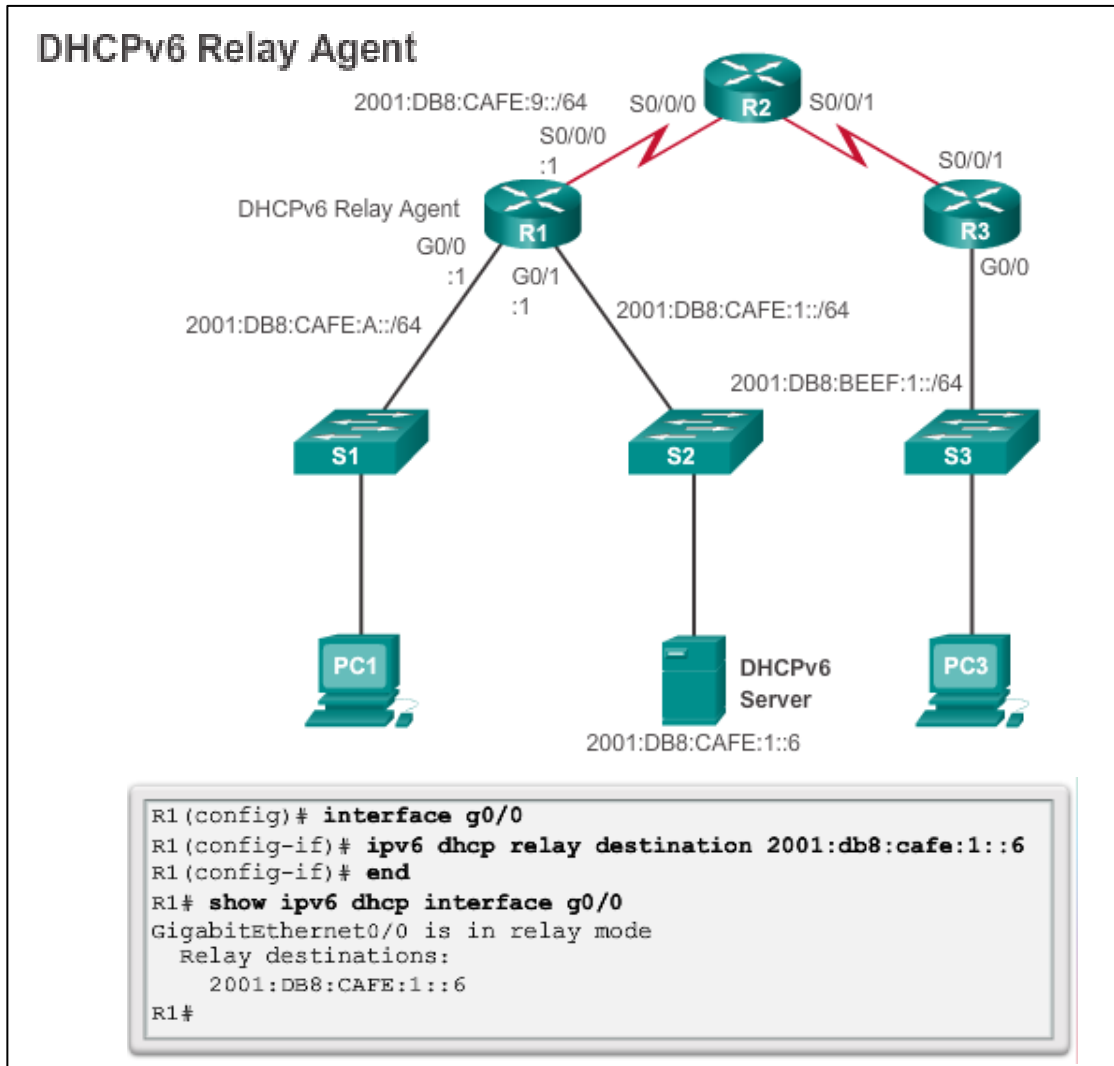 DHCPv6 Relay Agent
2001:DB8:CAFE:9::/64
S0/0/0
R2
S0/0/1
S0/0/0
:1
S0/0/1
DHCPv6 Relay Agent
R1
R3
G0/0
:1
G0/1
:1
G0/0
2001:DB8:CAFE:A::/64
2001:DB8:CAFE:1::/64
2001:DB8:BEEF:1::/64
S1
S2
S3
PC1
DHCPv6
Server
PC3
2001:DB8:CAFE:1::6
R1(config)# interface g0/0
R1(config-if)# ipv6 dhcp relay destination 2001:db8:cafe:1::6
R1(config-if)# end
R1# show ipv6 dhcp interface g0/0
GigabitEthernet0/0 is in relay mode
  Relay destinations:
    2001:DB8:CAFE:1::6
R1#